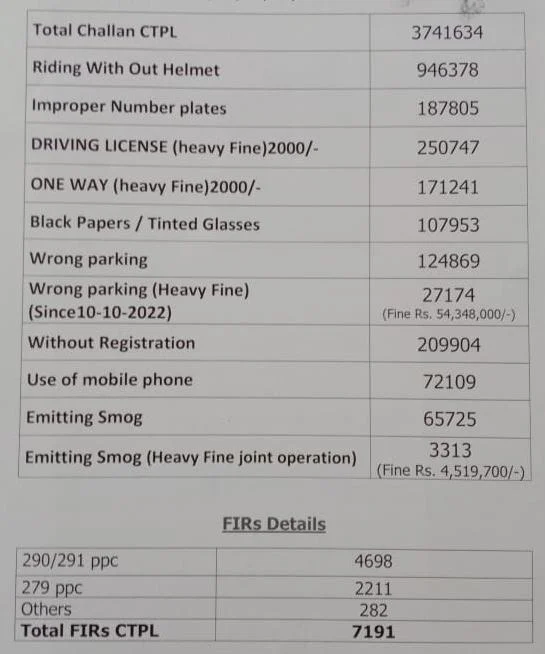 Total Challan CTPL 3741634
Riding With Out Helmet 946378
Improper Number plates 187805
DRIVING LICENSE (heavy Fine)2000/- 250747
ONE WAY (heavy Fine)2000/- 171241
Black Papers / Tinted Glasses 107953
Wrong parking 124869
Wrong parking (Heavy Fine) 27174
(Since10-10-2022) (Fine Rs. 54,348,000/-)
Without Registration 209904
Use of mobile phone 72109
Emitting Smog 65725
Emitting Smog (Heavy Fine joint operation) 3313
(Fine Rs. 4,519,700/-)
FIRs Details
290/291 ppc 4698
279 ppc 2211
Others 282
Total FIRs CTPL 7191